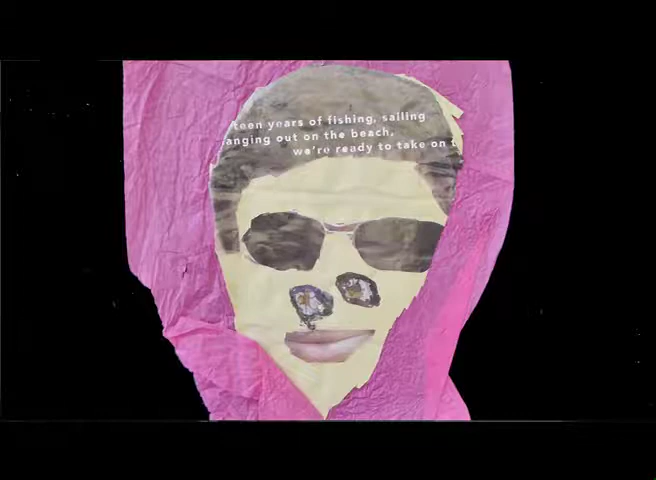 teen years of fishing, sailing
anging out on the beach,
we're ready to take on t